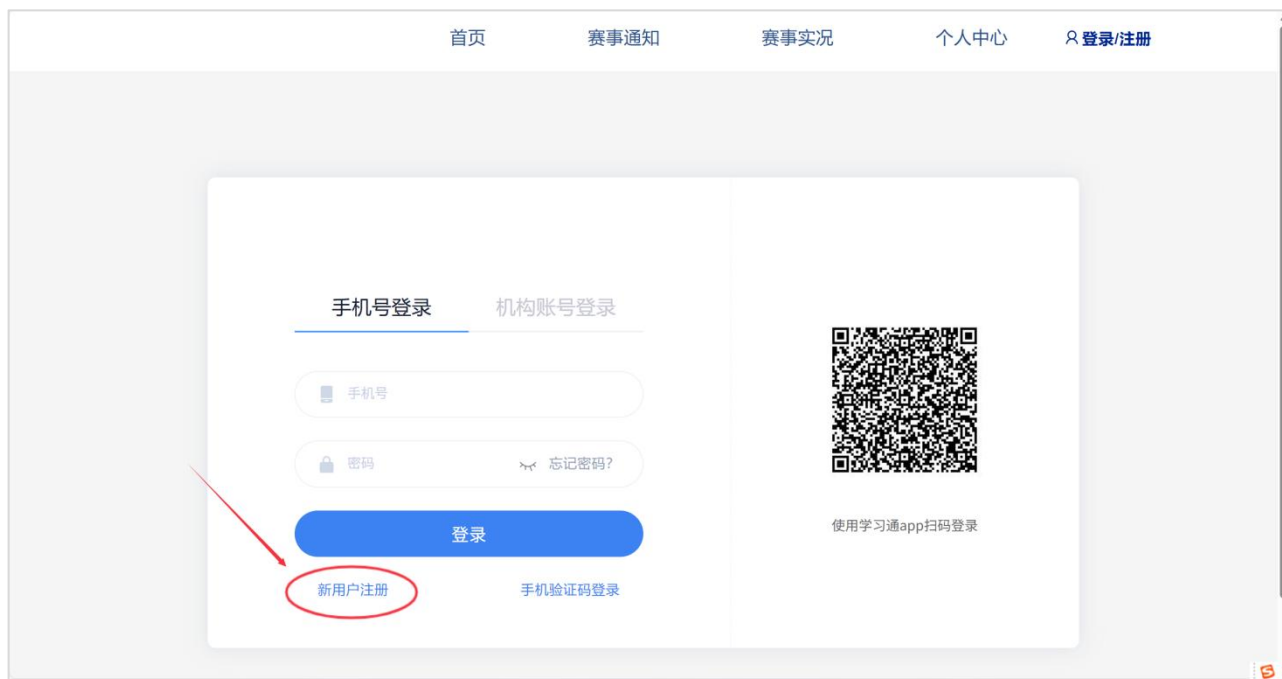 首页 赛事通知 赛事实况 个人中心 登录/注册
手机号登录 机构账号登录
手机号
密码 忘记密码?
登录
新用户注册 手机验证码登录
使用学习通app扫码登录